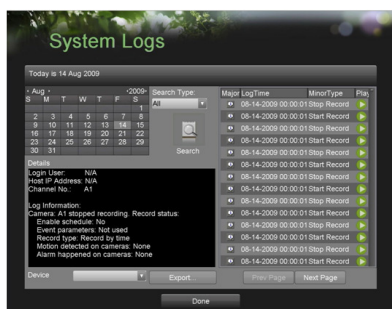 System Logs
Today is 14 Aug 2009
Aug
2009
S M T W T F S
1
2 3 4 5 6 7 8
9 10 11 12 13 14 15
16 17 18 19 20 21 22
23 24 25 26 27 28 29
30 31
Search Type:
All
Search
Details
Login User: N/A
Host IP Address: N/A
Channel No.: A1
Log Information:
Camera: A1 stopped recording. Record status:
Enable schedule: No
Event parameters: Not used
Record type: Record by time
Motion detected on cameras: None
Alarm happened on cameras: None
Major LogTime MinorType Play
08-14-2009 00:00:01 Stop Record
08-14-2009 00:00:01 Start Record
08-14-2009 00:00:01 Stop Record
08-14-2009 00:00:01 Start Record
08-14-2009 00:00:01 Stop Record
08-14-2009 00:00:01 Start Record
08-14-2009 00:00:01 Stop Record
08-14-2009 00:00:01 Start Record
08-14-2009 00:00:01 Stop Record
08-14-2009 00:00:01 Start Record
08-14-2009 00:00:01 Stop Record
08-14-2009 00:00:01 Start Record
08-14-2009 00:00:01 Start Record
Device
Export...
Prev Page
Next Page
Done